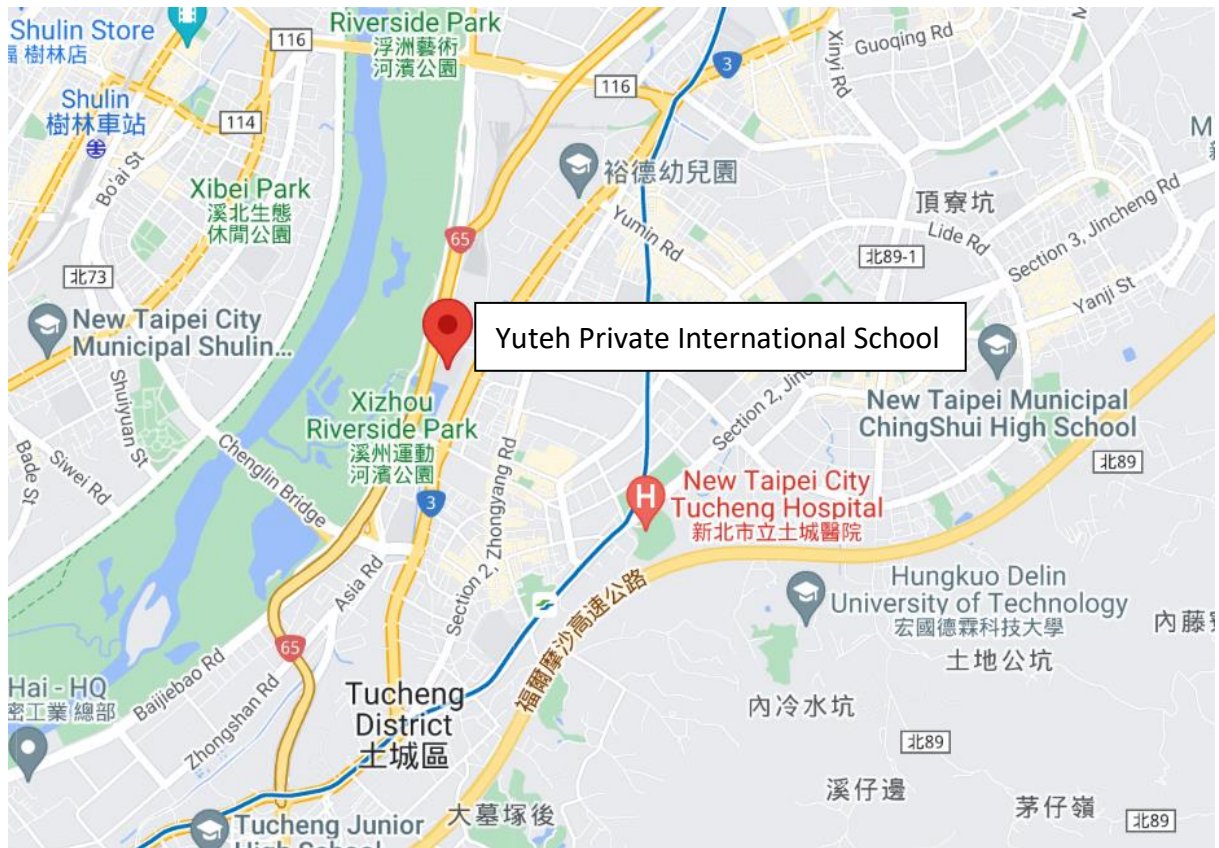 Riverside Park
浮洲藝術
河濱公園
Shulin Store
樹林店
116
3
Xinyi Rd
Guoqing Rd
116
Shulin
樹林車站
114
Bo'ai St
Xibei Park
溪北生態
休閒公園
裕德幼兒園
頂寮坑
Yumin Rd
Lide Rd
北89-1
Section 3, Jincheng Rd
65
北73
Yanji St
New Taipei City
Municipal Shulin...
Yuteh Private International School
Shuiyuan St
Xizhou
Riverside Park
溪州運動
河濱公園
New Taipei Municipal
ChingShui High School
Bade St
Siwei Rd
Chenglin Bridge
3
Section 2, Zhongyang Rd
Section 2,
北89
H
New Taipei City
Tucheng Hospital
新北市立土城醫院
Asia Rd
福爾摩沙高速公路
Hungkuo Delin
University of Technology
宏國德霖科技大學
土地公坑
65
Baijiebao Rd
Zhongshan Rd
Hai - HQ
密工業 總部
Tucheng
District
土城區
內冷水坑
北89
溪仔邊
茅仔嶺
北89
大墓塚後
Tucheng Junior
High School